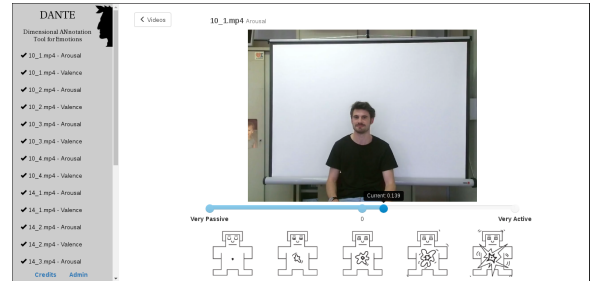 DANTE
Dimensional ANnotation
Tool for Emotions
✔ 10_1.mp4 - Arousal
✔ 10_1.mp4 - Valence
✔ 10_2.mp4 - Arousal
✔ 10_2.mp4 - Valence
✔ 10_3.mp4 - Arousal
✔ 10_3.mp4 - Valence
✔ 10_4.mp4 - Arousal
✔ 10_4.mp4 - Valence
✔ 14_1.mp4 - Arousal
✔ 14_1.mp4 - Valence
✔ 14_2.mp4 - Arousal
✔ 14_2.mp4 - Valence
✔ 14_3.mp4 - Arousal
Credits Admin
Videos
10_1.mp4 Arousal
Current: 0.139
Very Passive 0 Very Active